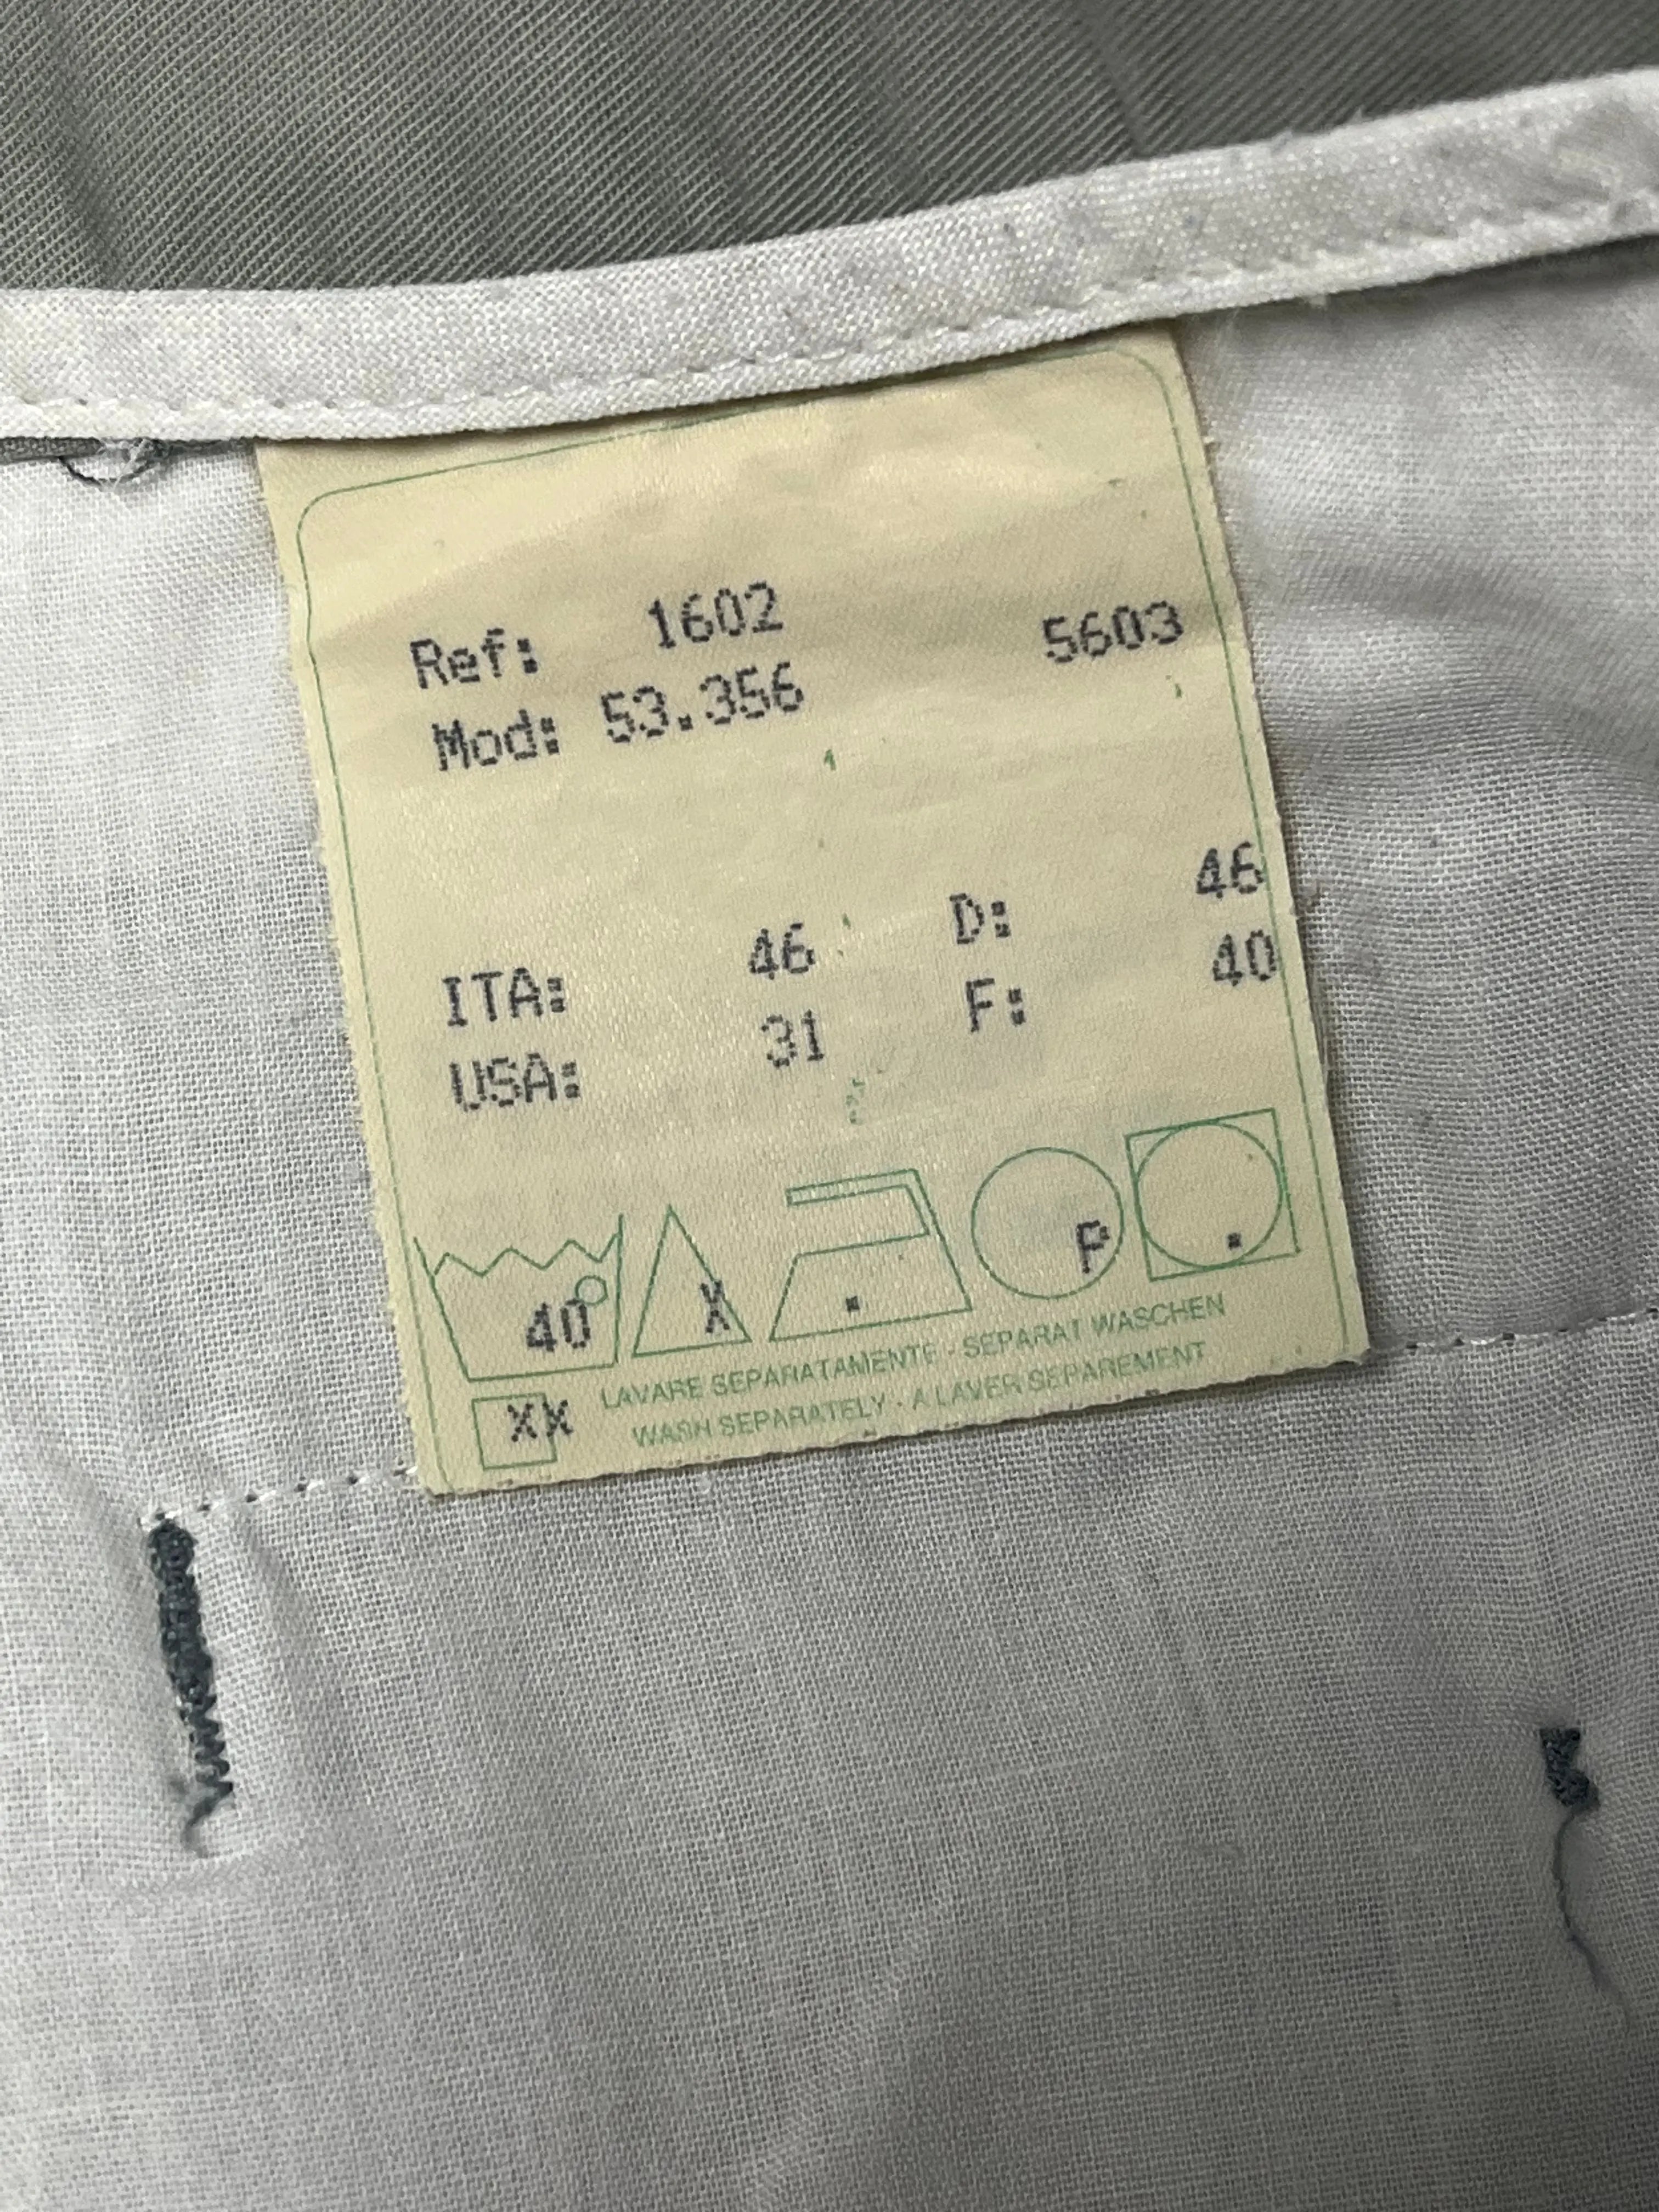 Ref: 1602 5603
Mod: 53.356
ITA: 46 D: 46
USA: 31 F: 40
40° X P
LAVARE SEPARATAMENTE - SEPARAT WASCHEN
XX WASH SEPARATELY - A LAVER SEPAREMENT